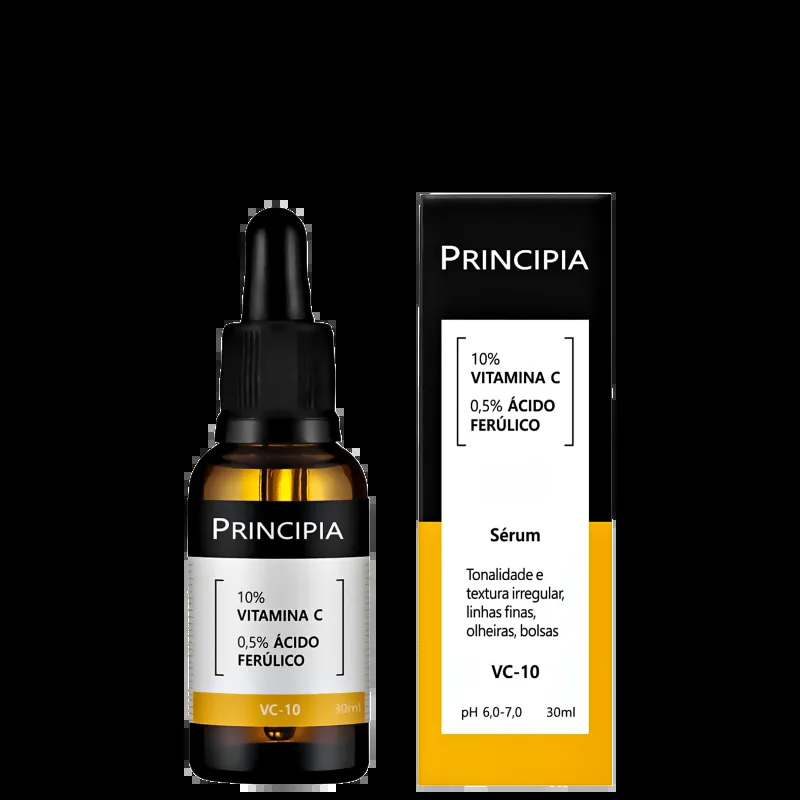 PRINCIPIA
10%
VITAMINA C
0,5% ÁCIDO
FERÚLICO
VC-10
30ml
PRINCIPIA
10%
VITAMINA C
0,5% ÁCIDO
FERÚLICO
Sérum
Tonalidade e
textura irregular,
linhas finas,
olheiras, bolsas
VC-10
pH 6,0-7,0 30ml